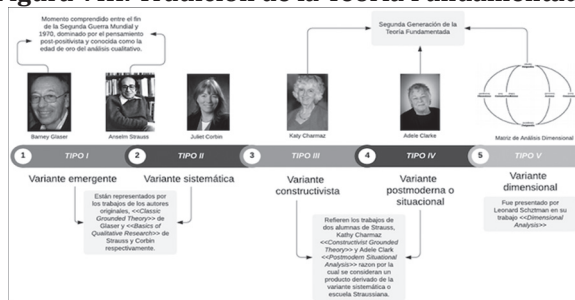 Momento comprendido entre el fin
de la Segunda Guerra Mundial y
1970, dominado por el pensamiento
post-positivista y conocida como la
edad de oro del análisis cualitativo.
Segunda Generación de la
Teoría Fundamentada
Barney Glaser
Anselm Strauss
Juliet Corbin
Katy Charmaz
Adele Clarke
Matriz de Análisis Dimensional
1 TIPO I
2 TIPO II
3 TIPO III
4 TIPO IV
5 TIPO V
Variante emergente
Variante sistemática
Variante
constructivista
Variante
postmoderna o
situacional
Variante
dimensional
Están representados por
los trabajos de los autores
originales, <<Classic
Grounded Theory>> de
Glaser y <<Basics of
Qualitative Research>> de
Strauss y Corbin
respectivamente.
Refieren los trabajos de
dos alumnas de Strauss,
Kathy Charmaz
<<Constructivist Grounded
Theory>> y Adele Clark
<<Postmodern Situational
Analysis>> razon por la
cual se consideran un
producto derivado de la
variante sistemática o
escuela Straussiana.
Fue presentado por
Leonard Schztman en su
trabajo <<Dimensional
Analysis>>